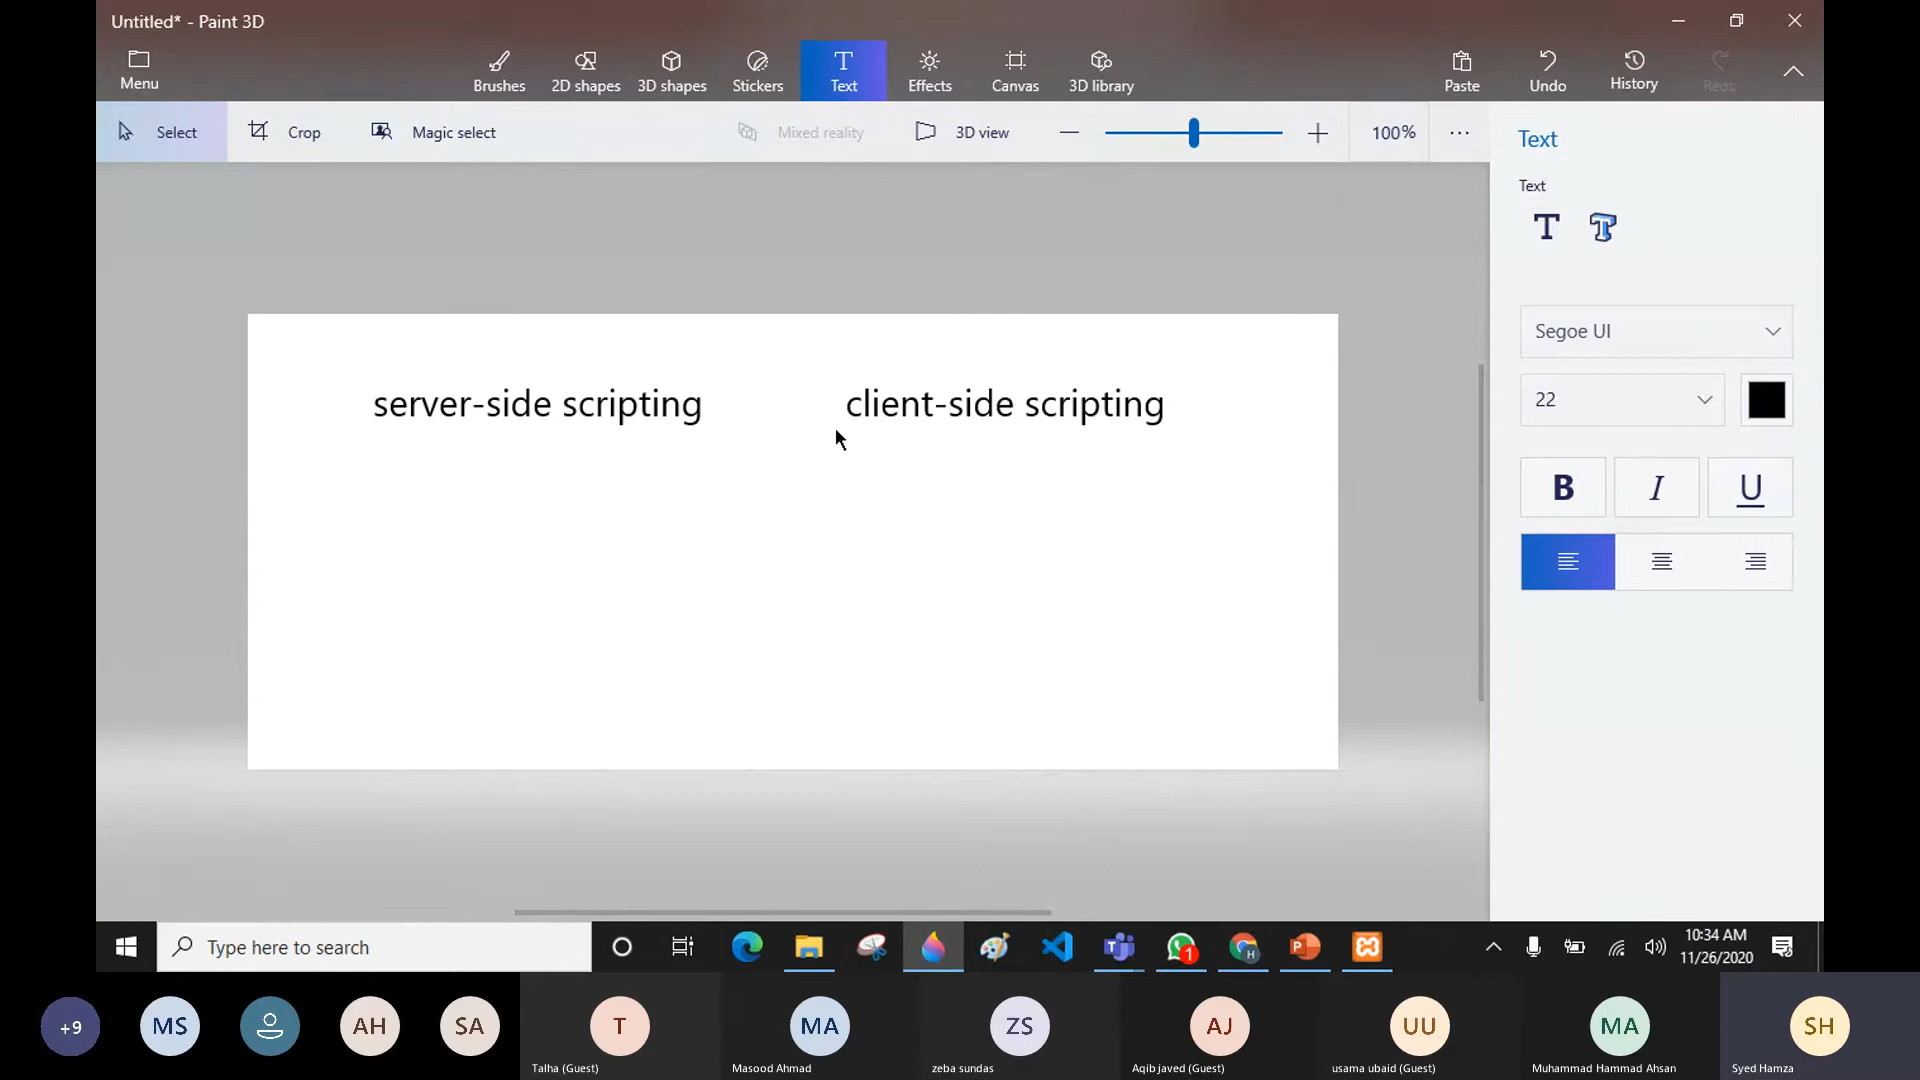 Untitled* - Paint 3D
Menu
Brushes
2D shapes
3D shapes
Stickers
Text
Effects
Canvas
3D library
Paste
Undo
History
Redo
Select
Crop
Magic select
Mixed reality
3D view
100%
Text
Text
Segoe UI
22
B
I
U
server-side scripting
client-side scripting
Type here to search
1
H
P
10:34 AM
11/26/2020
+9
MS
AH
SA
T
MA
ZS
AJ
UU
MA
SH
Talha (Guest)
Masood Ahmad
zeba sundas
Aqib javed (Guest)
usama ubaid (Guest)
Muhammad Hammad Ahsan
Syed Hamza